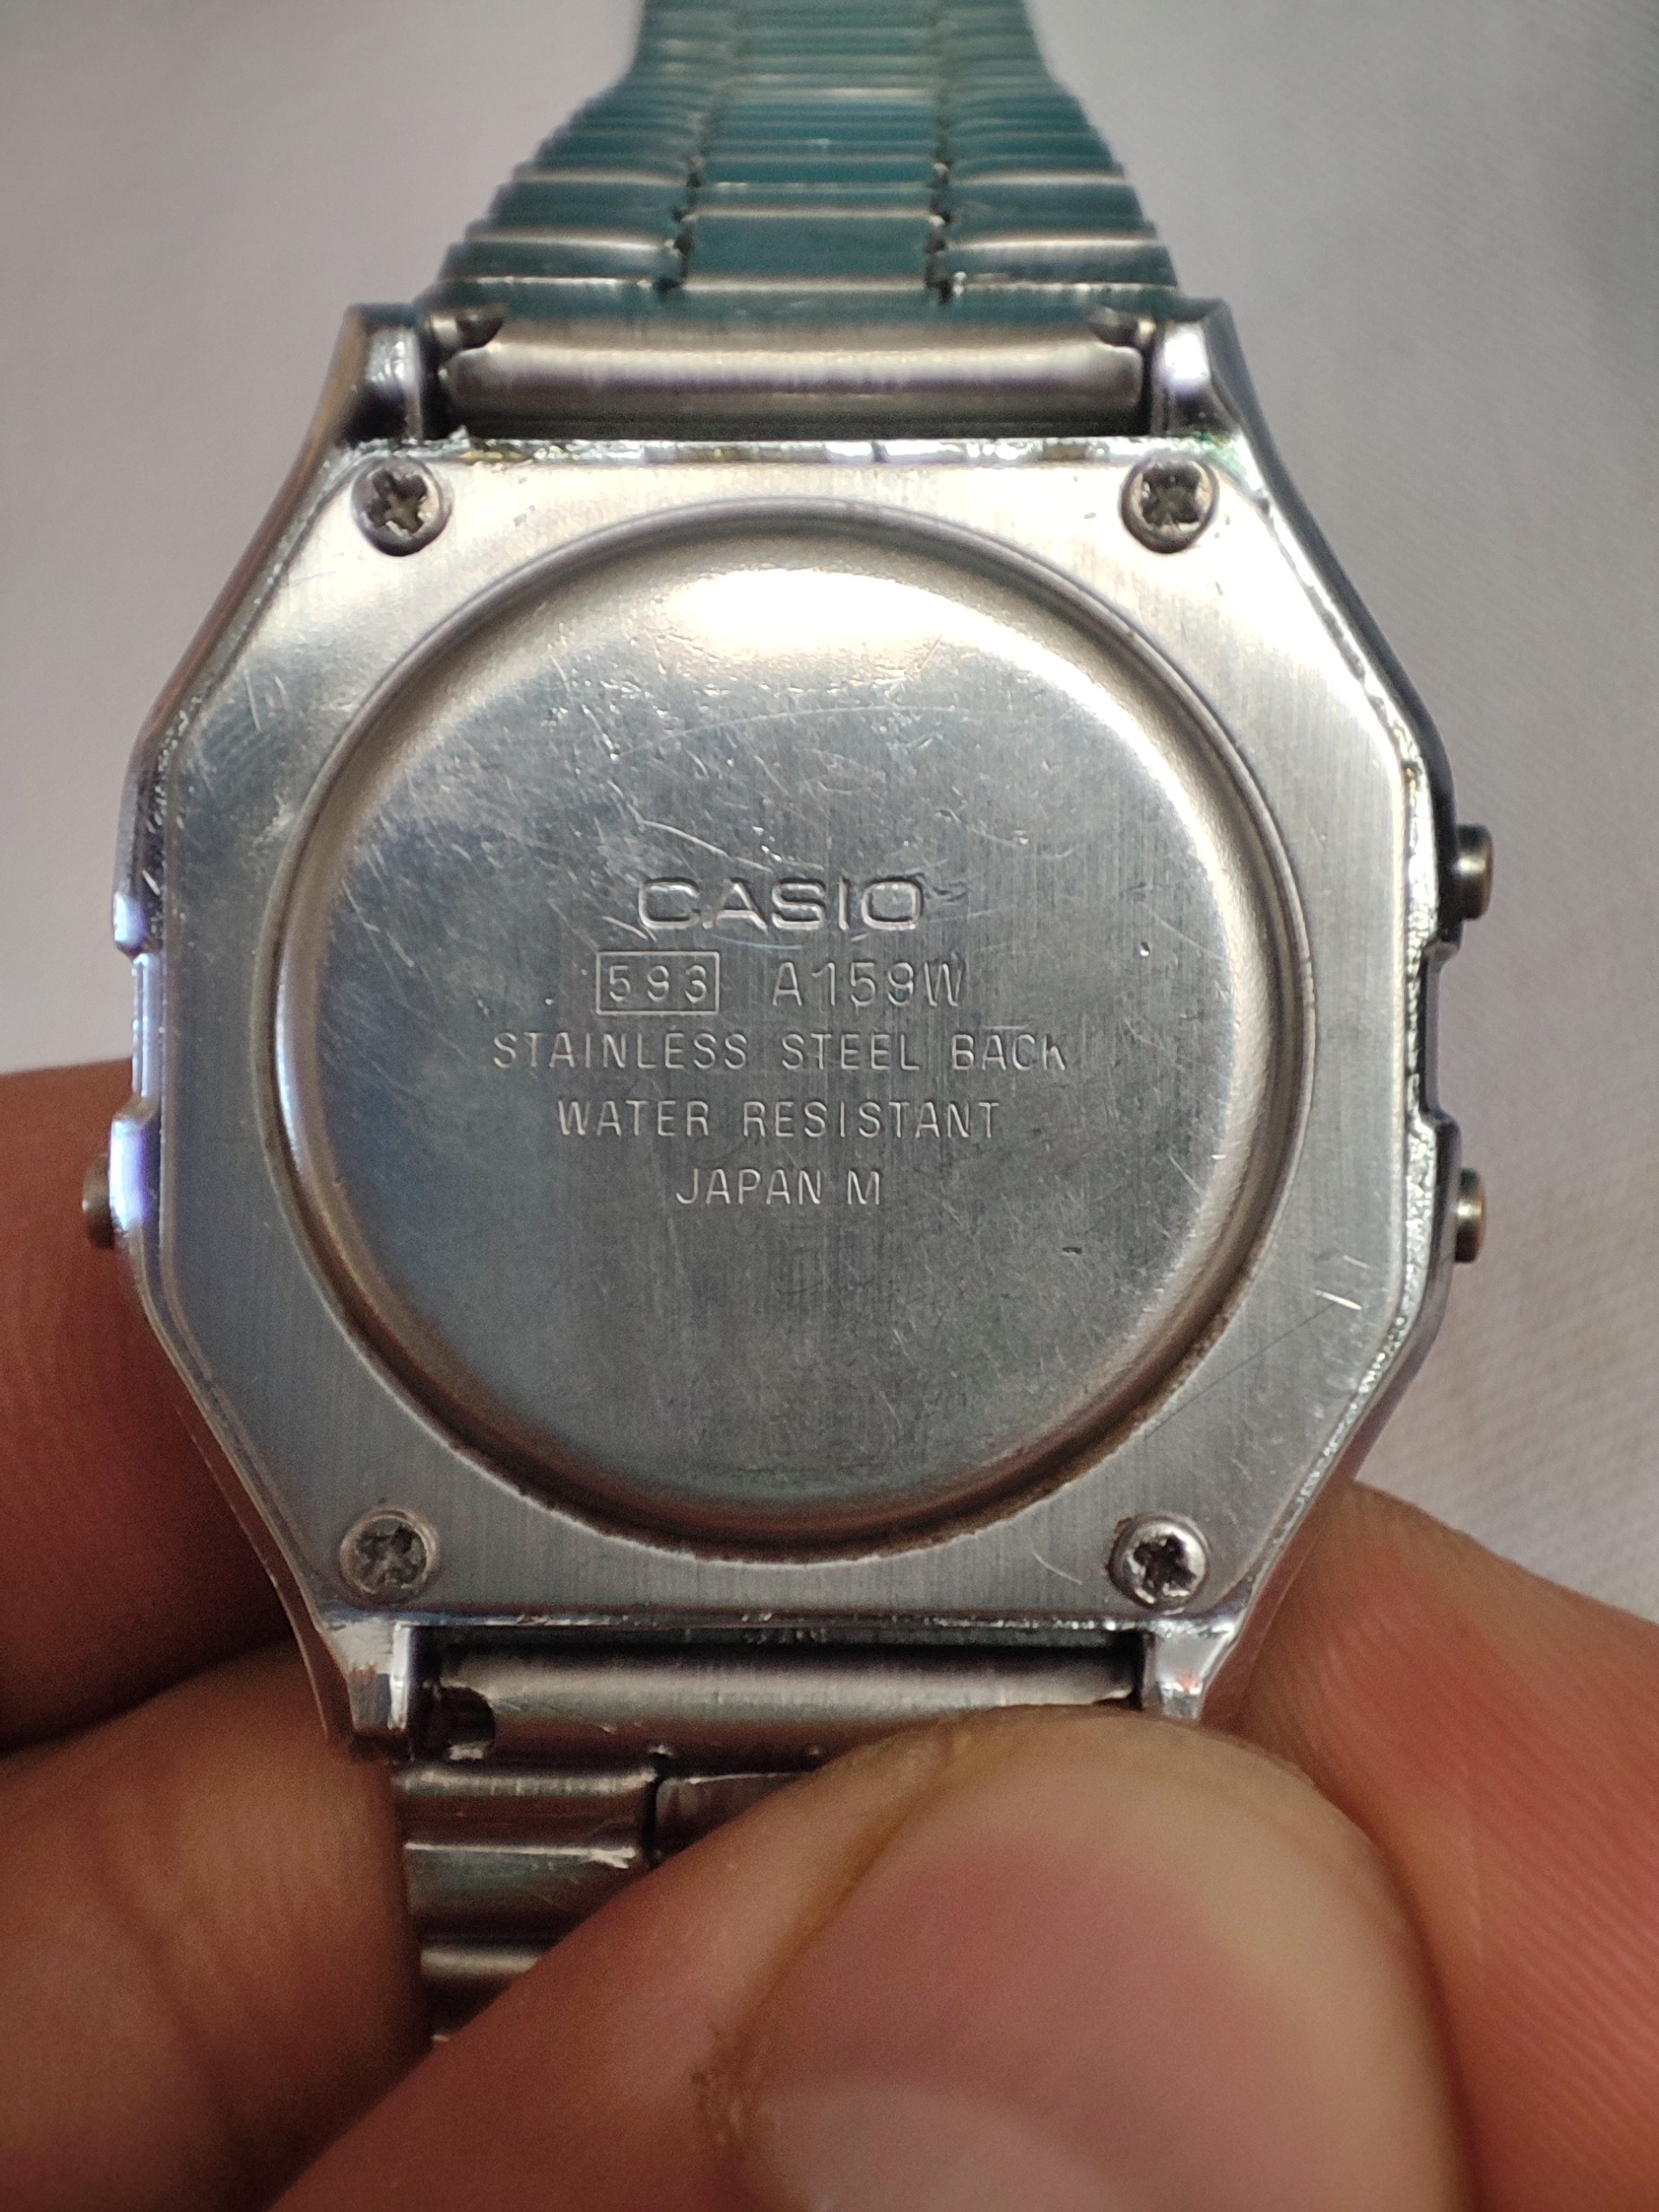 CASIO
593 A159W
STAINLESS STEEL BACK
WATER RESISTANT
JAPAN M